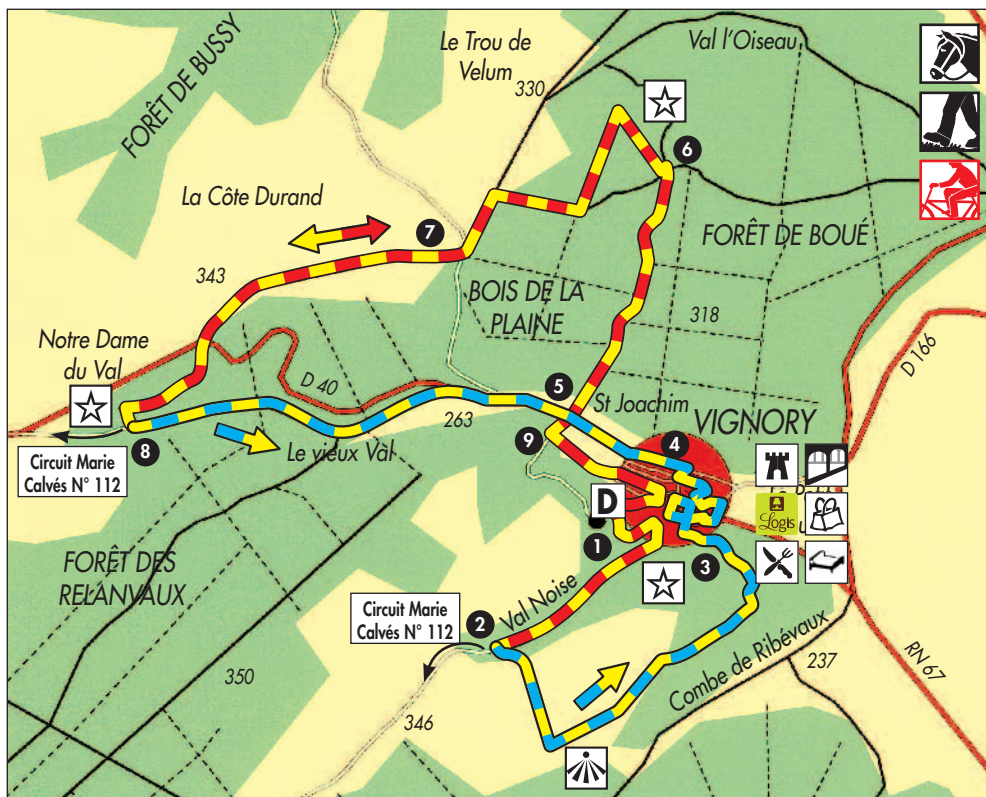 FORÊT DE BUSSY
Le Trou de
Velum
330
Val l'Oiseau
6
La Côte Durand
7
FORÊT DE BOUÉ
343
BOIS DE LA
PLAINE
318
Notre Dame
du Val
D 40
D 166
5
St Joachim
VIGNORY
263
9
4
8
Le vieux Val
Circuit Marie
Calvés N° 112
D
Logis
1
3
FORÊT DES
RELANVAUX
Val Noise
2
Circuit Marie
Calvés N° 112
Combe de Ribévaux
237
RN 67
350
346